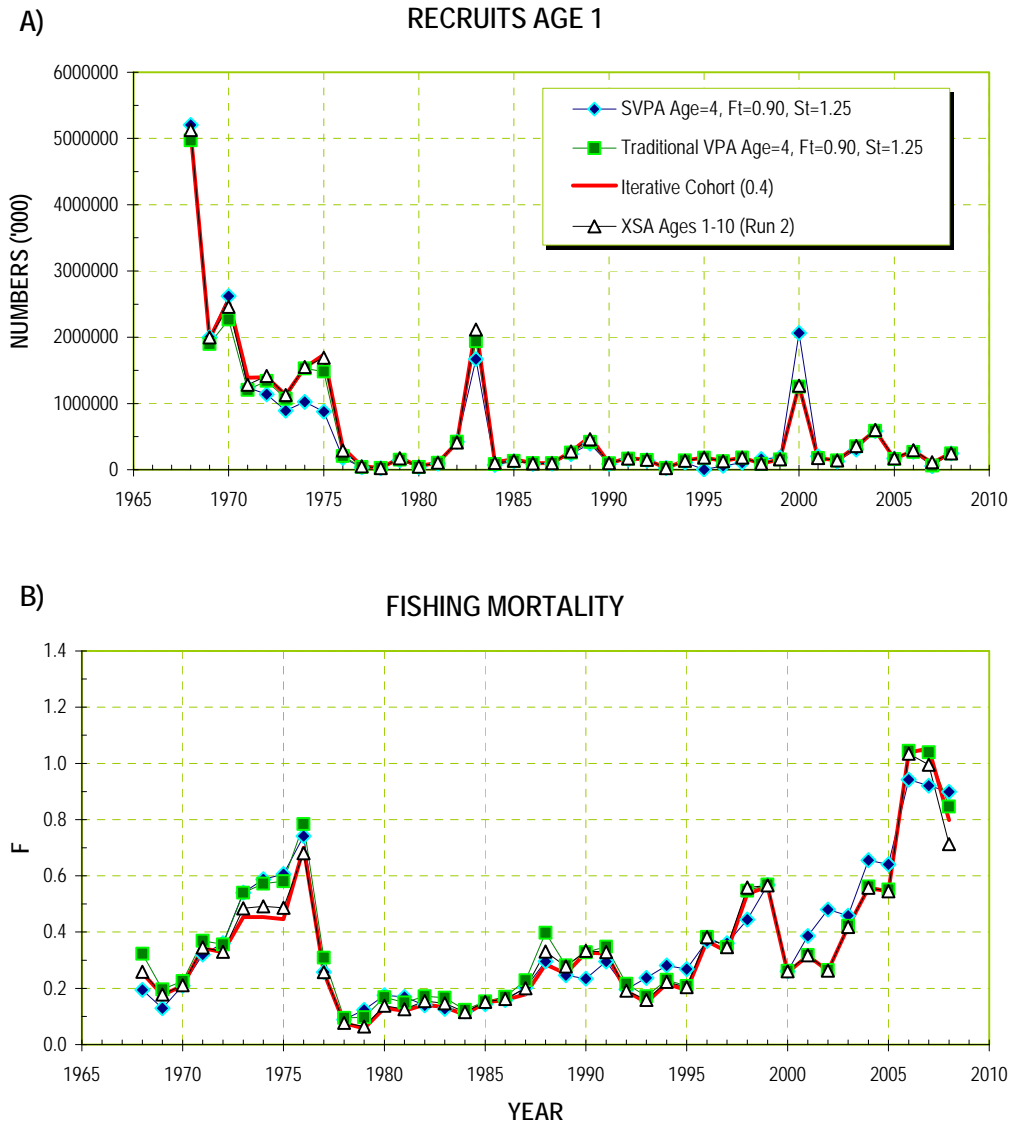 A)
RECRUITS AGE 1
6000000
5000000
4000000
3000000
2000000
1000000
0
NUMBERS ('000)
SVPA Age=4, Ft=0.90, St=1.25
Traditional VPA Age=4, Ft=0.90, St=1.25
Iterative Cohort (0.4)
XSA Ages 1-10 (Run 2)
1965 1970 1975 1980 1985 1990 1995 2000 2005 2010
B)
FISHING MORTALITY
1.4
1.2
1.0
0.8
0.6
0.4
0.2
0.0
F
1965 1970 1975 1980 1985 1990 1995 2000 2005 2010
YEAR